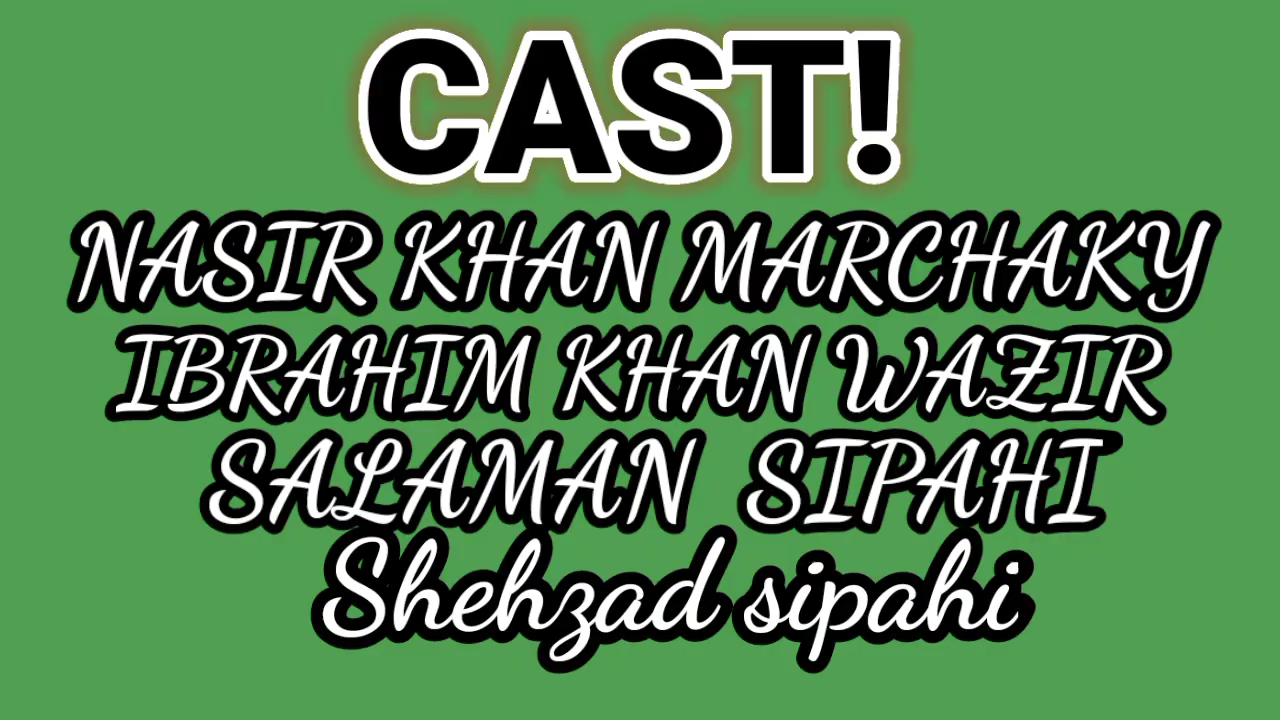 CAST!
NASIR KHAN MARCHAKY
IBRAHIM KHAN WAZIR
SALAMAN SIPAHI
Shehzad sipahi